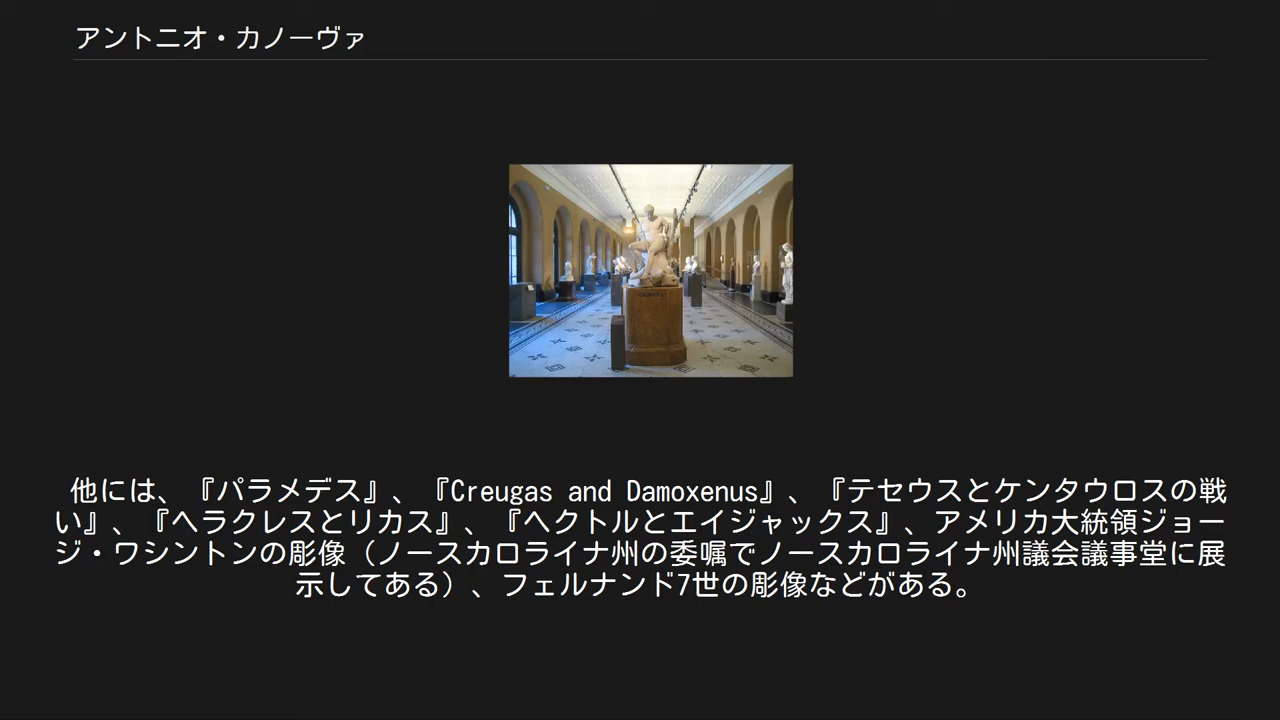 アントニオ・カノーヴァ
他には、『パラメデス』、『Creugas and Damoxenus』、『テセウスとケンタウロスの戦
い』、『ヘラクレスとリカス』、『ヘクトルとエイジャックス』、アメリカ大統領ジョー
ジ・ワシントンの彫像（ノースカロライナ州の委嘱でノースカロライナ州議会議事堂に展
示してある）、フェルナンド7世の彫像などがある。